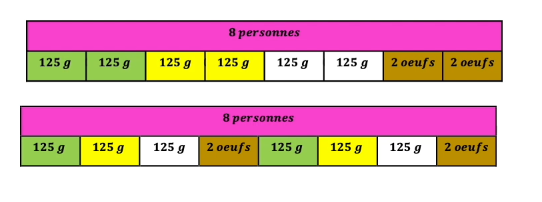 8 personnes
125 g 125 g 125 g 125 g 125 g 125 g 2 oeufs 2 oeufs
8 personnes
125 g 125 g 125 g 2 oeufs 125 g 125 g 125 g 2 oeufs